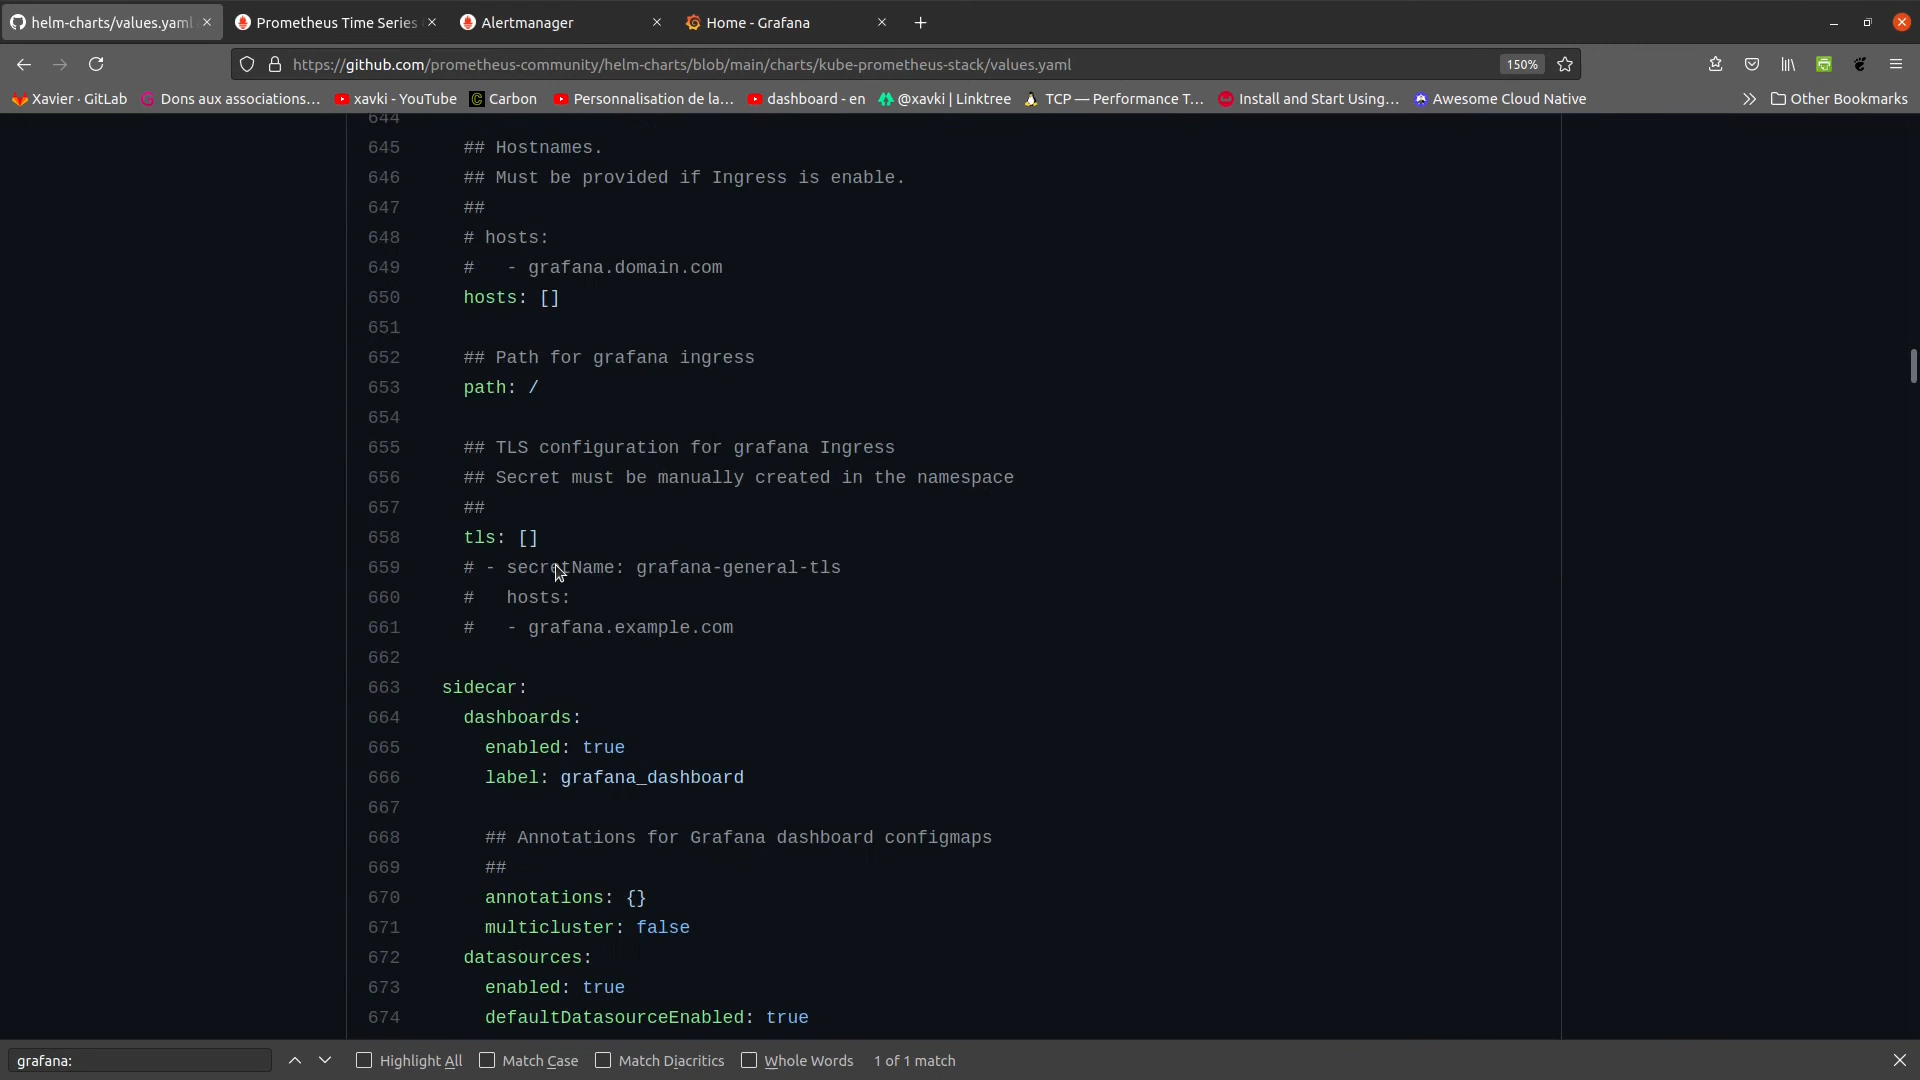 helm-charts/values.yaml
Prometheus Time Series
Alertmanager
Home - Grafana
https://github.com/prometheus-community/helm-charts/blob/main/charts/kube-prometheus-stack/values.yaml
150%
Xavier · GitLab
Dons aux associations…
xavki - YouTube
Carbon
Personnalisation de la…
dashboard - en
@xavki | Linktree
TCP — Performance T…
Install and Start Using…
Awesome Cloud Native
Other Bookmarks
644
645 ## Hostnames.
646 ## Must be provided if Ingress is enable.
647 ##
648 # hosts:
649 #   - grafana.domain.com
650 hosts: []
651
652 ## Path for grafana ingress
653 path: /
654
655 ## TLS configuration for grafana Ingress
656 ## Secret must be manually created in the namespace
657 ##
658 tls: []
659 # - secretName: grafana-general-tls
660 #   hosts:
661 #   - grafana.example.com
662
663 sidecar:
664 dashboards:
665 enabled: true
666 label: grafana_dashboard
667
668 ## Annotations for Grafana dashboard configmaps
669 ##
670 annotations: {}
671 multicluster: false
672 datasources:
673 enabled: true
674 defaultDatasourceEnabled: true
grafana:
Highlight All
Match Case
Match Diacritics
Whole Words
1 of 1 match